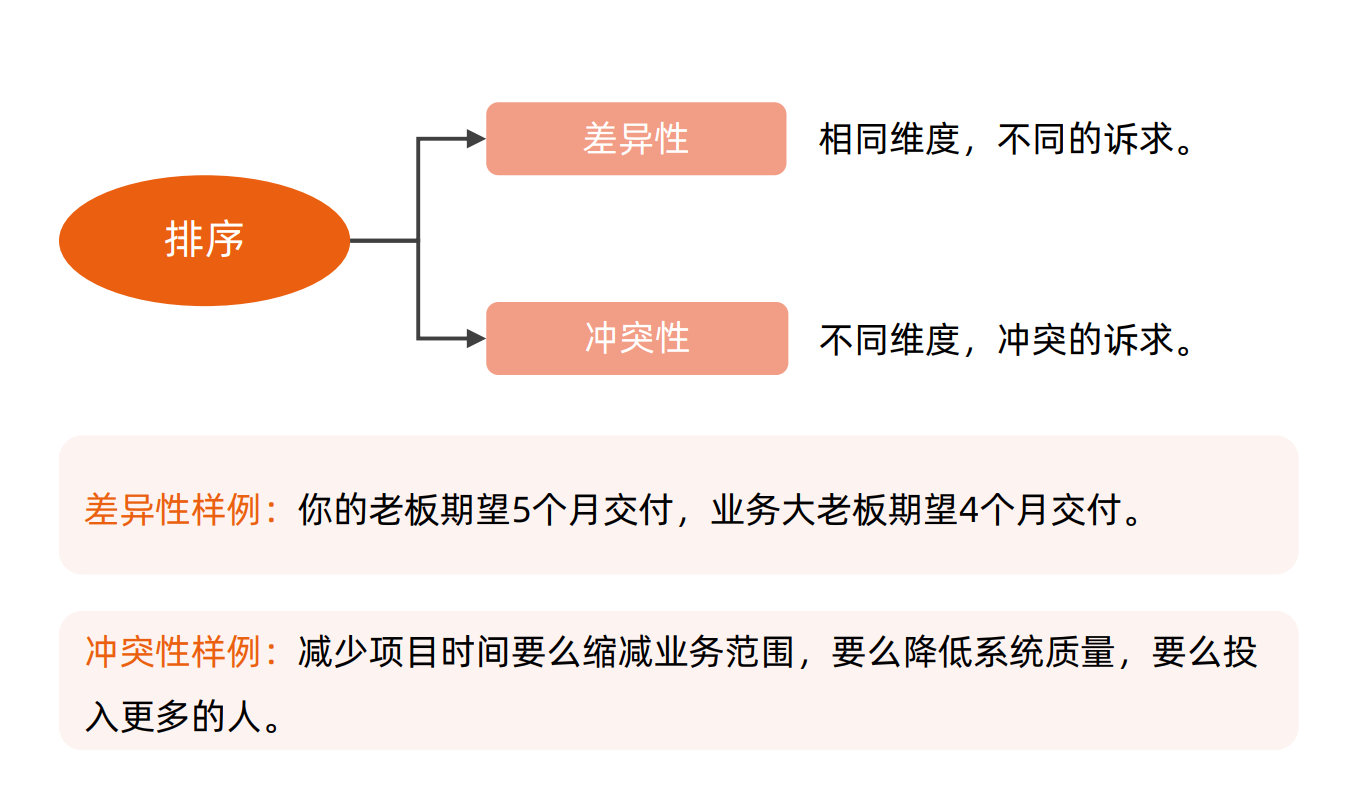 排序
差异性
相同维度，不同的诉求。
冲突性
不同维度，冲突的诉求。
差异性样例：你的老板期望5个月交付，业务大老板期望4个月交付。
冲突性样例：减少项目时间要么缩减业务范围，要么降低系统质量，要么投
入更多的人。